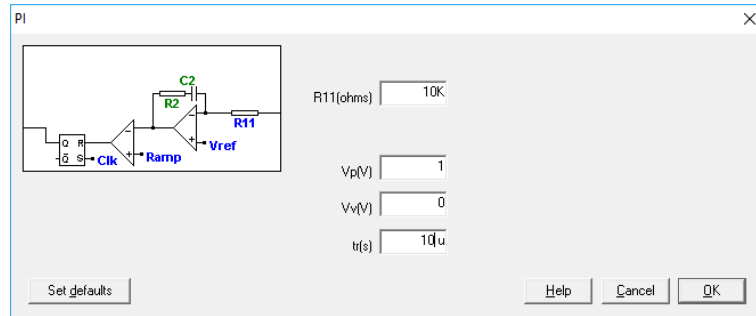 PI
C2
R2
R11
Q R
Q S
Clk
Ramp
Vref
R11(ohms) 10K
Vp(V) 1
Vv(V) 0
tr(s) 10u
Set defaults
Help
Cancel
OK